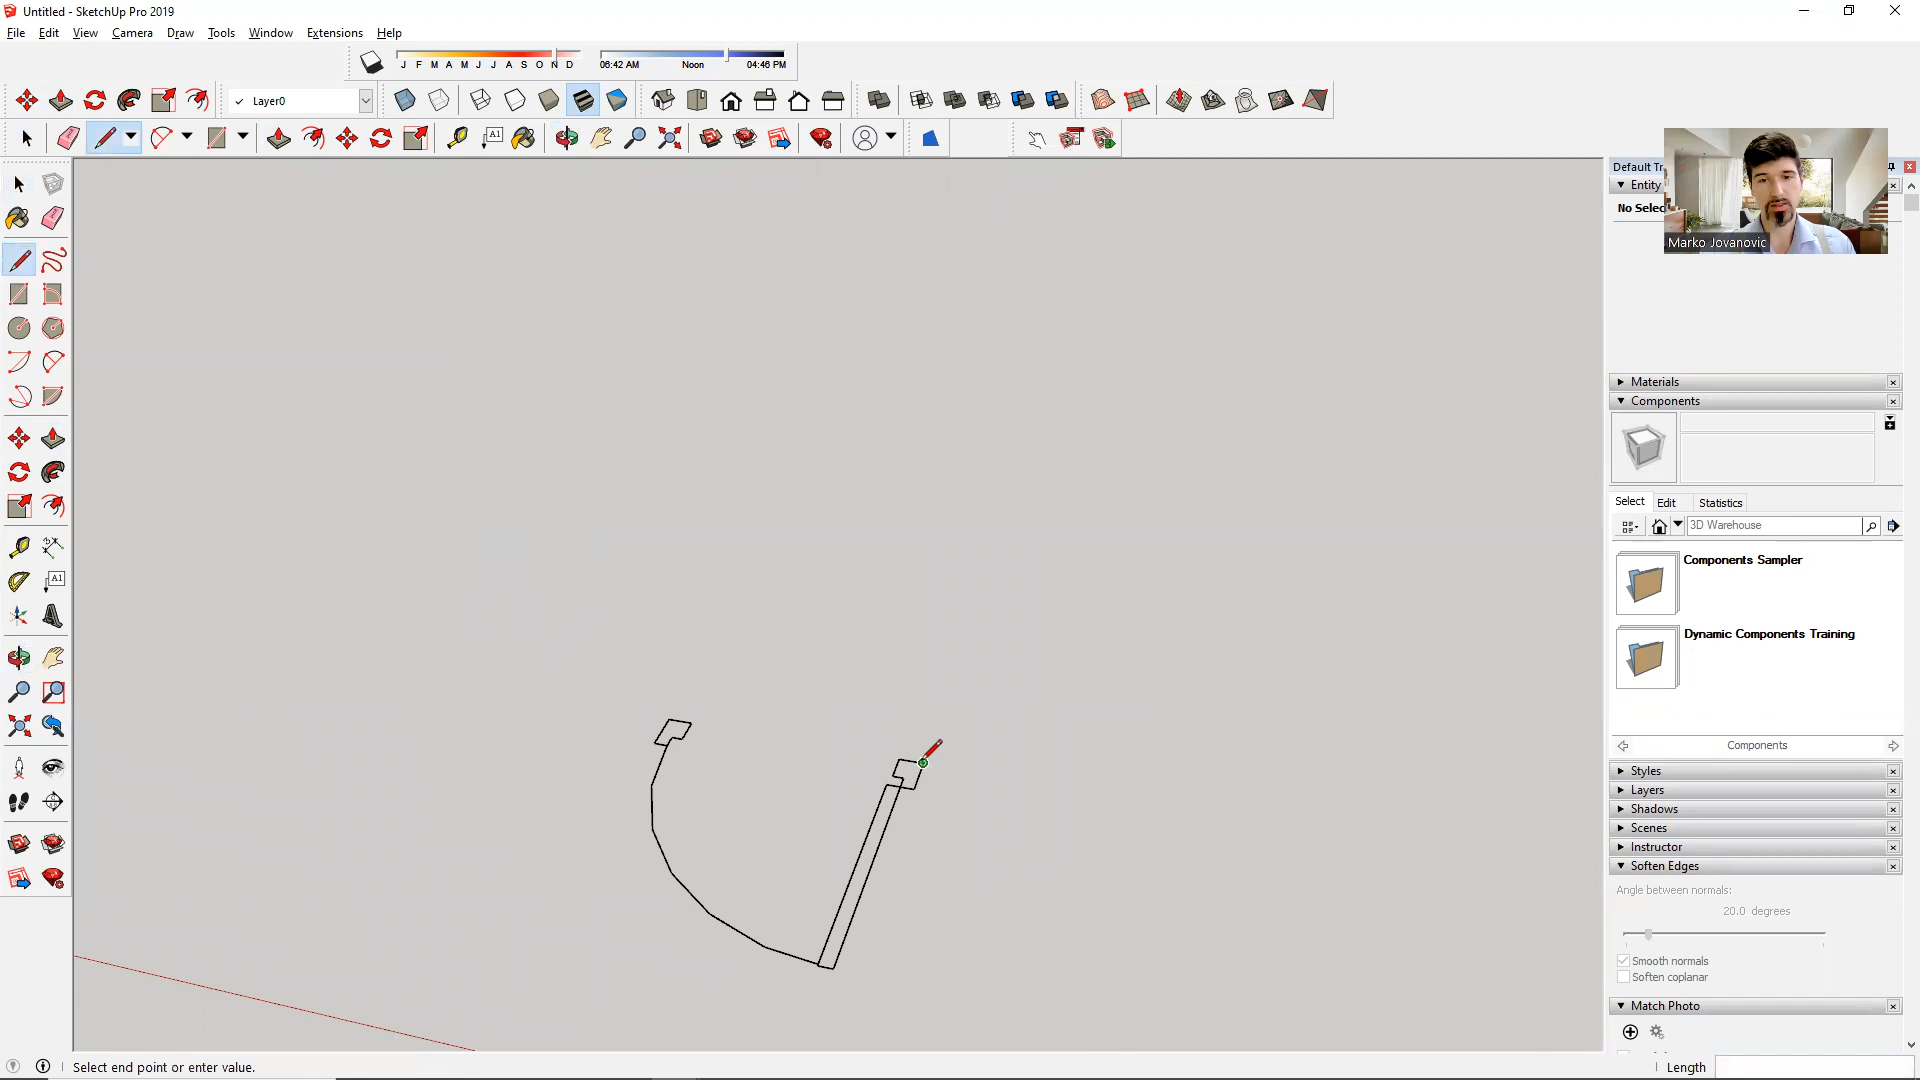 Untitled - SketchUp Pro 2019
File Edit View Camera Draw Tools Window Extensions Help
J F M A M J J A S O N D
06:42 AM Noon 04:46 PM
✓ Layer0
A1
Default Tr
Entity
No Selec
Marko Jovanovic
A1
Materials
Components
Select Edit Statistics
3D Warehouse
Components Sampler
Dynamic Components Training
Components
Styles
Layers
Shadows
Scenes
Instructor
Soften Edges
Angle between normals:
20.0 degrees
Smooth normals
Soften coplanar
Match Photo
Select end point or enter value.
Length